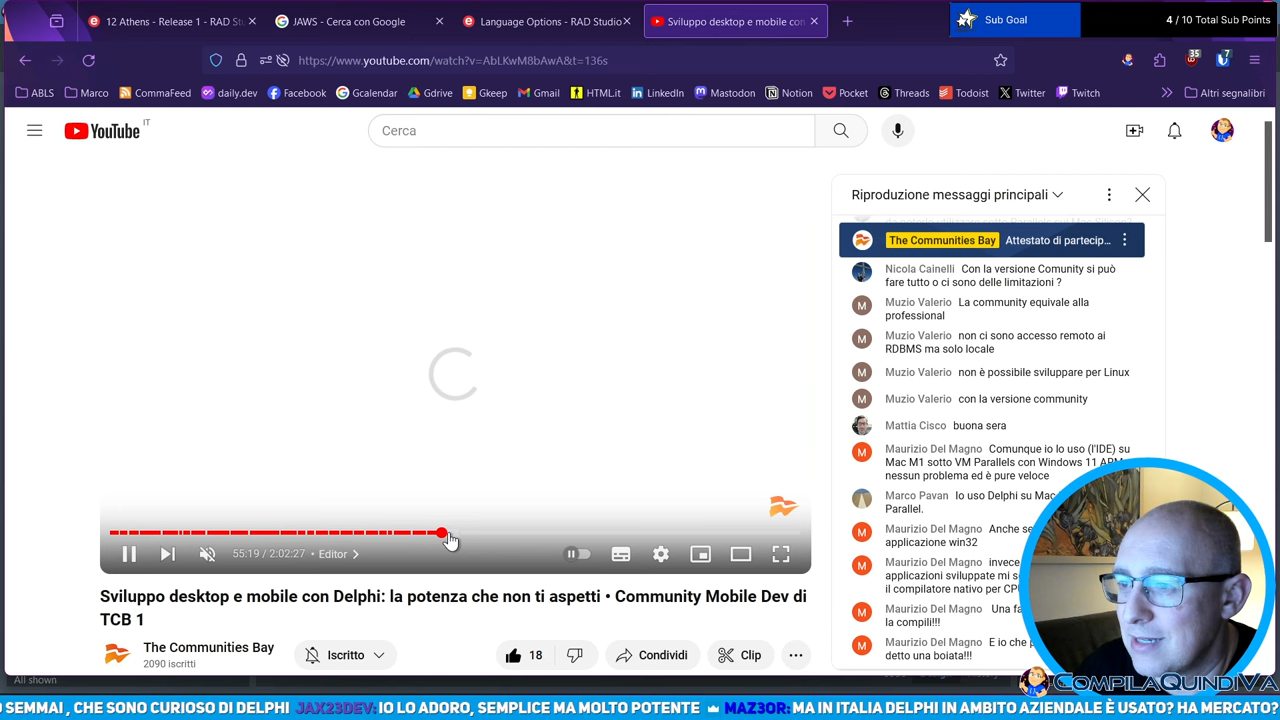 12 Athens - Release 1 - RAD Stu
JAWS - Cerca con Google
Language Options - RAD Studio
Sviluppo desktop e mobile con
Sub Goal
4 / 10 Total Sub Points
https://www.youtube.com/watch?v=AbLKwM8bAwA&t=136s
35
7
ABLS
Marco
CommaFeed
daily.dev
Facebook
Gcalendar
Gdrive
Gkeep
Gmail
HTML.it
LinkedIn
Mastodon
Notion
Pocket
Threads
Todoist
Twitter
Twitch
Altri segnalibri
YouTube IT
Cerca
Riproduzione messaggi principali
The Communities Bay Attestato di partecip...
Nicola Cainelli Con la versione Comunity si può
fare tutto o ci sono delle limitazioni ?
Muzio Valerio La community equivale alla
professional
Muzio Valerio non ci sono accesso remoto ai
RDBMS ma solo locale
Muzio Valerio non è possibile sviluppare per Linux
Muzio Valerio con la versione community
Mattia Cisco buona sera
Maurizio Del Magno Comunque io lo uso (l'IDE) su
Mac M1 sotto VM Parallels con Windows 11 ARM
nessun problema ed è pure veloce
Marco Pavan Io uso Delphi su Mac
Parallel.
Maurizio Del Magno Anche se
applicazione win32
Maurizio Del Magno invece
applicazioni sviluppate mi s
il compilatore nativo per CP
Maurizio Del Magno Una fa
la compili!!!
Maurizio Del Magno E io che p
detto una boiata!!!
55:19 / 2:02:27 • Editor
Sviluppo desktop e mobile con Delphi: la potenza che non ti aspetti • Community Mobile Dev di
TCB 1
The Communities Bay
2090 iscritti
Iscritto
18
Condividi
Clip
All shown
COMPILAQUINDIVA
O SEMMAI , CHE SONO CURIOSO DI DELPHI JAX23DEV: IO LO ADORO, SEMPLICE MA MOLTO POTENTE MAZ3OR: MA IN ITALIA DELPHI IN AMBITO AZIENDALE È USATO? HA MERCATO?